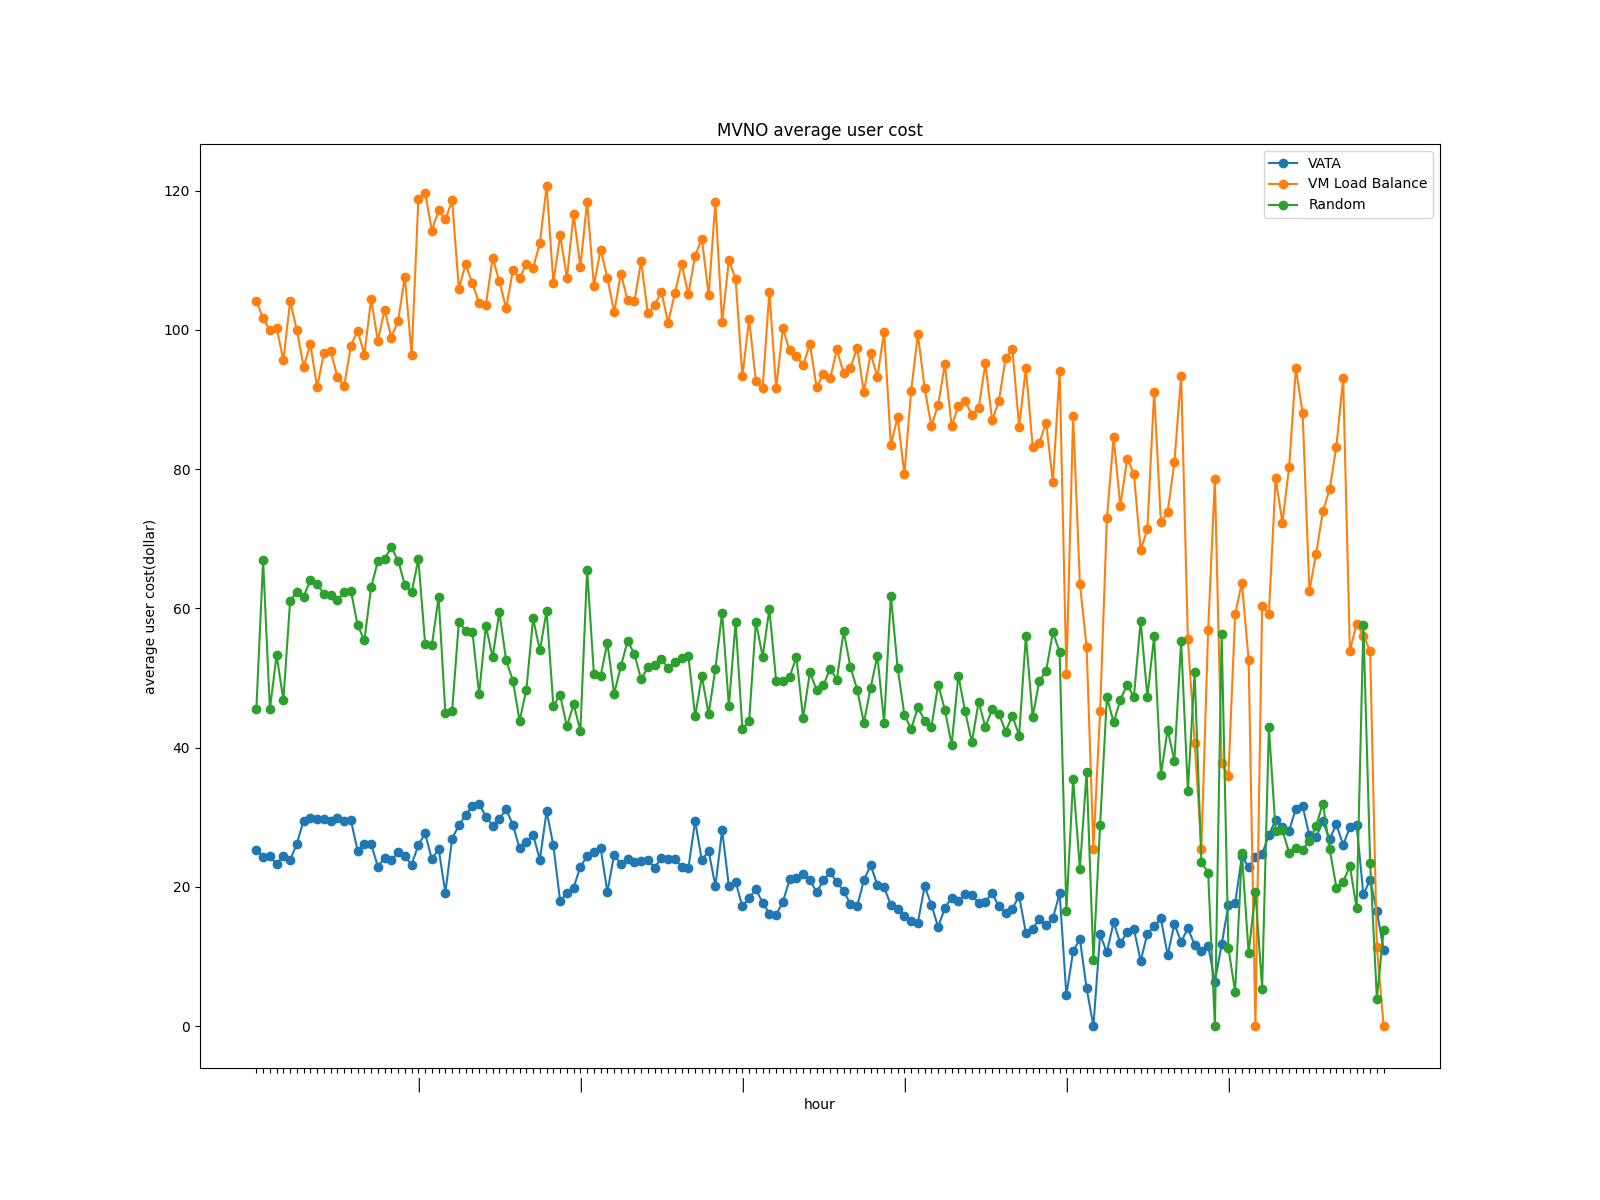 MVNO average user cost
VATA
VM Load Balance
Random
average user cost(dollar)
120
100
80
60
40
20
0
| | | | | |
hour